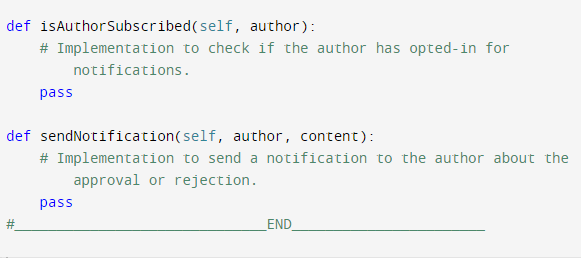 def isAuthorSubscribed(self, author):
    # Implementation to check if the author has opted-in for
        notifications.
    pass

def sendNotification(self, author, content):
    # Implementation to send a notification to the author about the
        approval or rejection.
    pass
#______________________________END_______________________